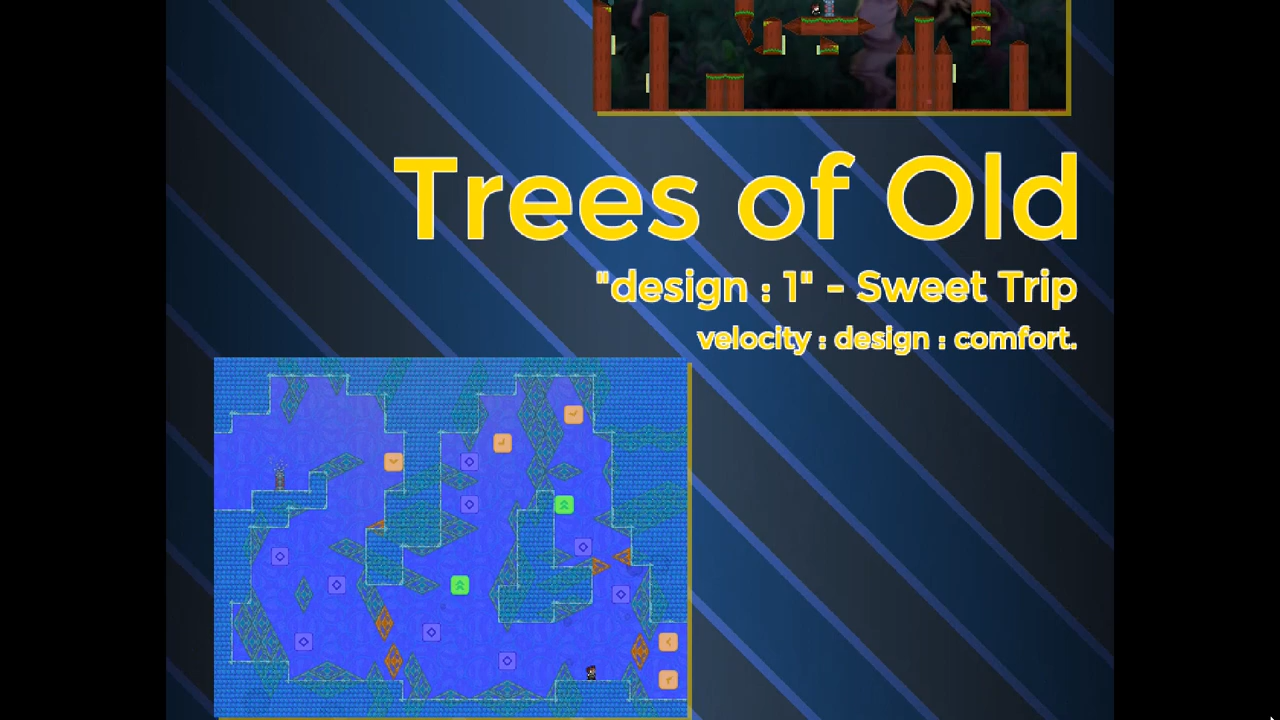 Trees of Old
"design : 1" - Sweet Trip
velocity : design : comfort.